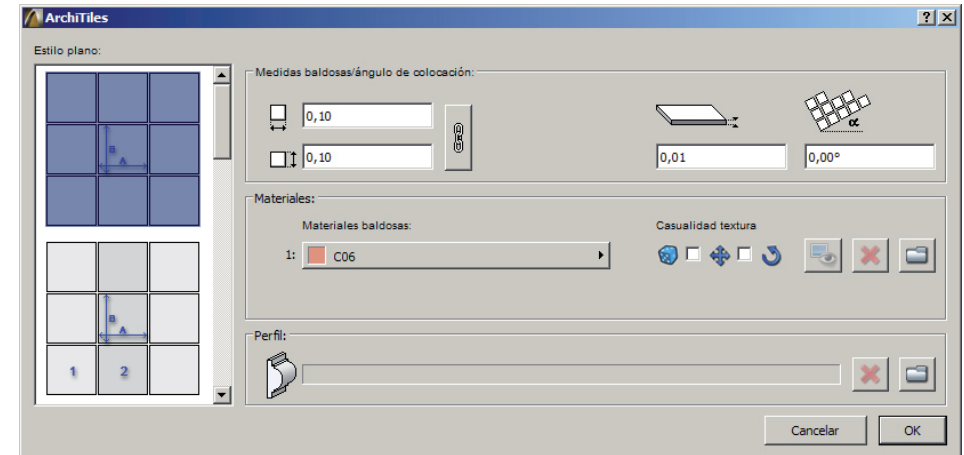 ArchiTiles
Estilo plano:
B
A
B
A
1 2
Medidas baldosas/ángulo de colocación:
0,10
0,10
α
0,01 0,00°
Materiales:
Materiales baldosas: Casualidad textura
1: C06
Perfil:
Cancelar OK